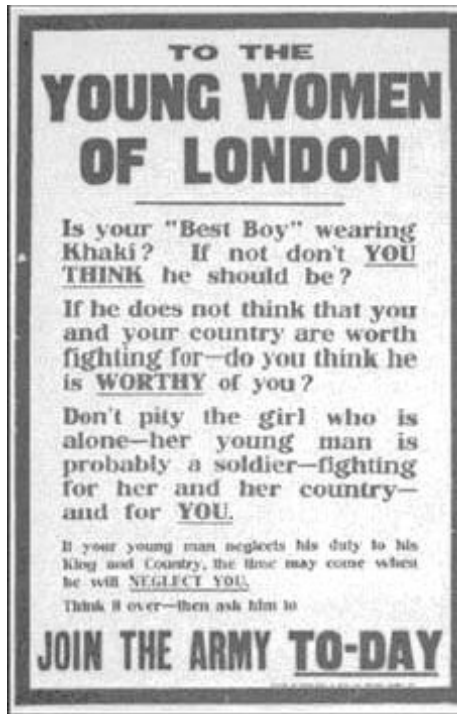 TO THE
YOUNG WOMEN
OF LONDON
Is your "Best Boy" wearing
Khaki? If not don't YOU
THINK he should be?
If he does not think that you
and your country are worth
fighting for—do you think he
is WORTHY of you?
Don't pity the girl who is
alone—her young man is
probably a soldier—fighting
for her and her country—
and for YOU.
If your young man neglects his duty to his
King and Country, the time may come when
he will NEGLECT YOU.
Think it over—then ask him to
JOIN THE ARMY TO-DAY